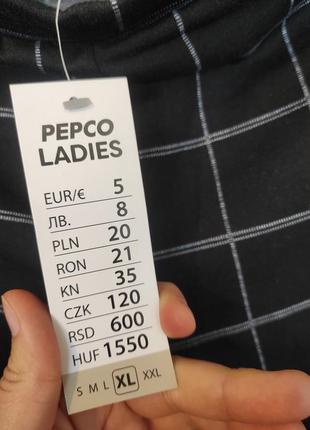 PEPCO
LADIES
EUR/€ 5
ЛВ. 8
PLN 20
RON 21
KN 35
CZK 120
RSD 600
HUF 1550
S M L XL XXL